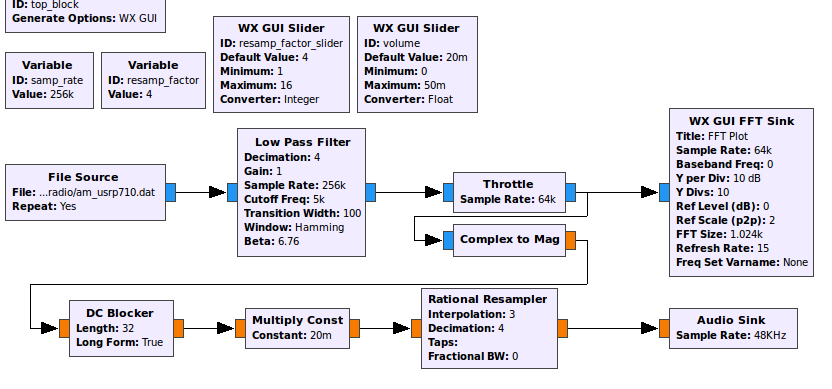 ID: top_block
Generate Options: WX GUI
Variable
ID: samp_rate
Value: 256k
Variable
ID: resamp_factor
Value: 4
WX GUI Slider
ID: resamp_factor_slider
Default Value: 4
Minimum: 1
Maximum: 16
Converter: Integer
WX GUI Slider
ID: volume
Default Value: 20m
Minimum: 0
Maximum: 50m
Converter: Float
File Source
File: ...radio/am_usrp710.dat
Repeat: Yes
Low Pass Filter
Decimation: 4
Gain: 1
Sample Rate: 256k
Cutoff Freq: 5k
Transition Width: 100
Window: Hamming
Beta: 6.76
Throttle
Sample Rate: 64k
Complex to Mag
WX GUI FFT Sink
Title: FFT Plot
Sample Rate: 64k
Baseband Freq: 0
Y per Div: 10 dB
Y Divs: 10
Ref Level (dB): 0
Ref Scale (p2p): 2
FFT Size: 1.024k
Refresh Rate: 15
Freq Set Varname: None
DC Blocker
Length: 32
Long Form: True
Multiply Const
Constant: 20m
Rational Resampler
Interpolation: 3
Decimation: 4
Taps:
Fractional BW: 0
Audio Sink
Sample Rate: 48KHz